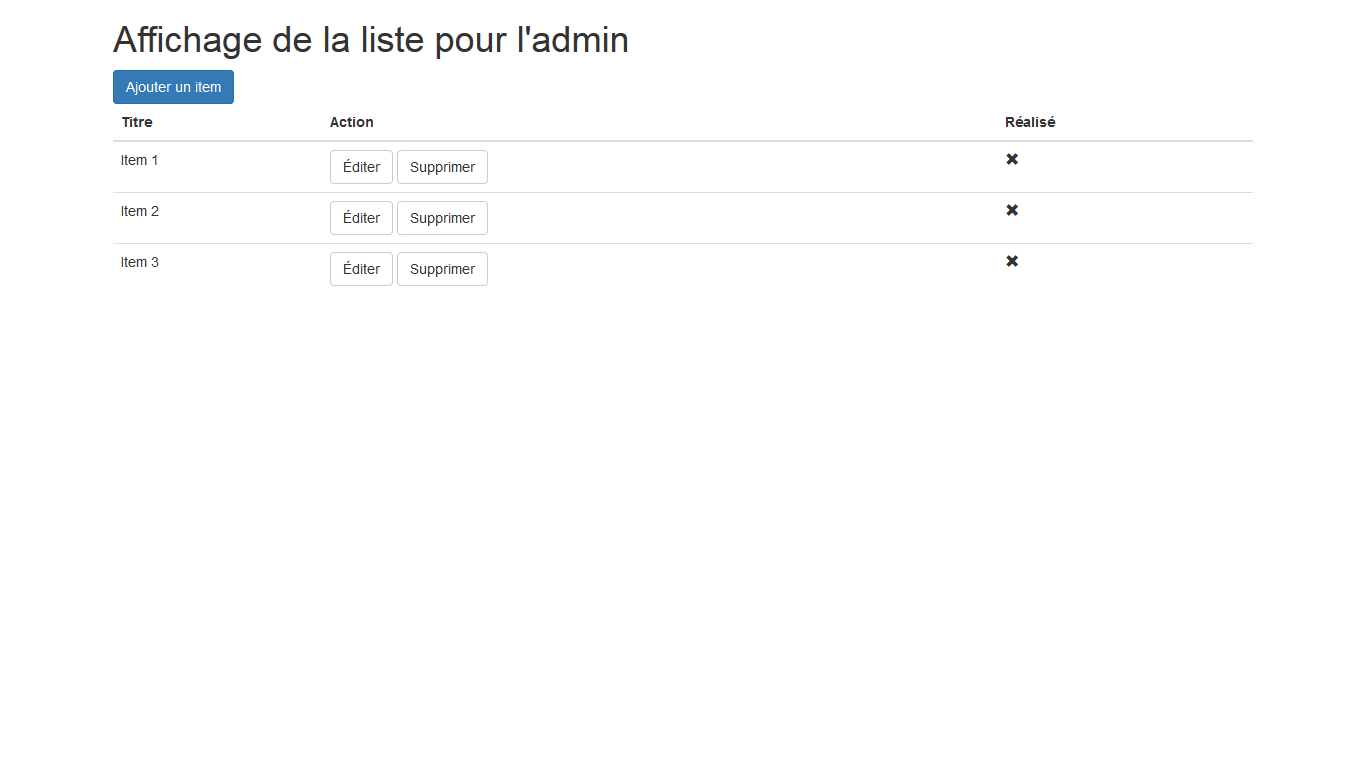 Affichage de la liste pour l'admin
Ajouter un item
Titre Action Réalisé
Item 1 Éditer Supprimer ✖
Item 2 Éditer Supprimer ✖
Item 3 Éditer Supprimer ✖